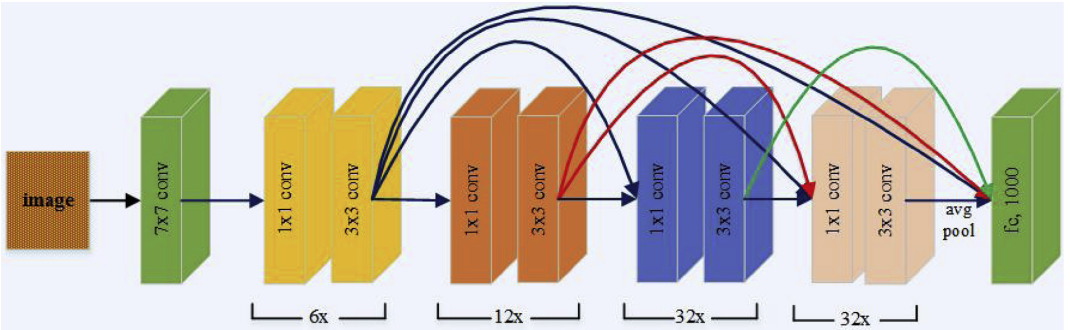 image
7x7 conv
1x1 conv
3x3 conv
1x1 conv
3x3 conv
1x1 conv
3x3 conv
1x1 conv
3x3 conv
avg
pool
fc, 1000
6x
12x
32x
32x